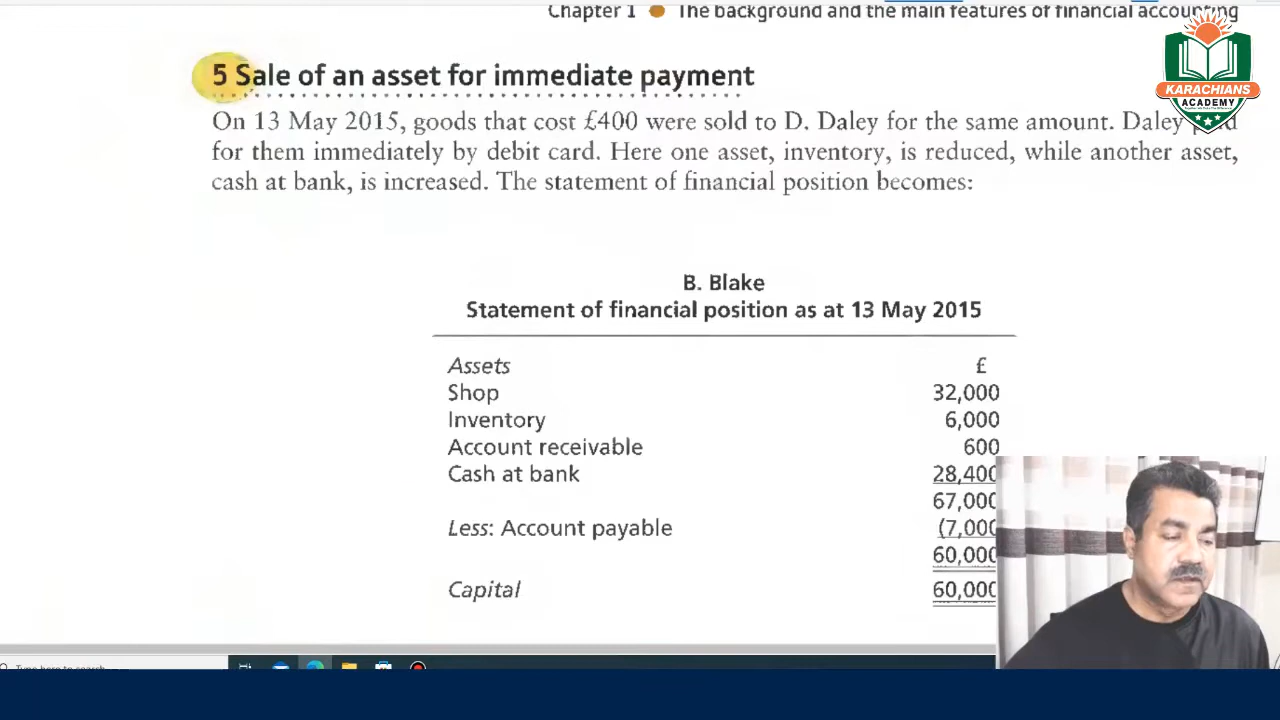 Chapter 1 ● The background and the main features of financial accounting
KARACHIANS
ACADEMY
5 Sale of an asset for immediate payment
On 13 May 2015, goods that cost £400 were sold to D. Daley for the same amount. Daley paid
for them immediately by debit card. Here one asset, inventory, is reduced, while another asset,
cash at bank, is increased. The statement of financial position becomes:
B. Blake
Statement of financial position as at 13 May 2015
Assets £
Shop 32,000
Inventory 6,000
Account receivable 600
Cash at bank 28,400
67,000
Less: Account payable (7,000
60,000
Capital 60,000
Type here to search